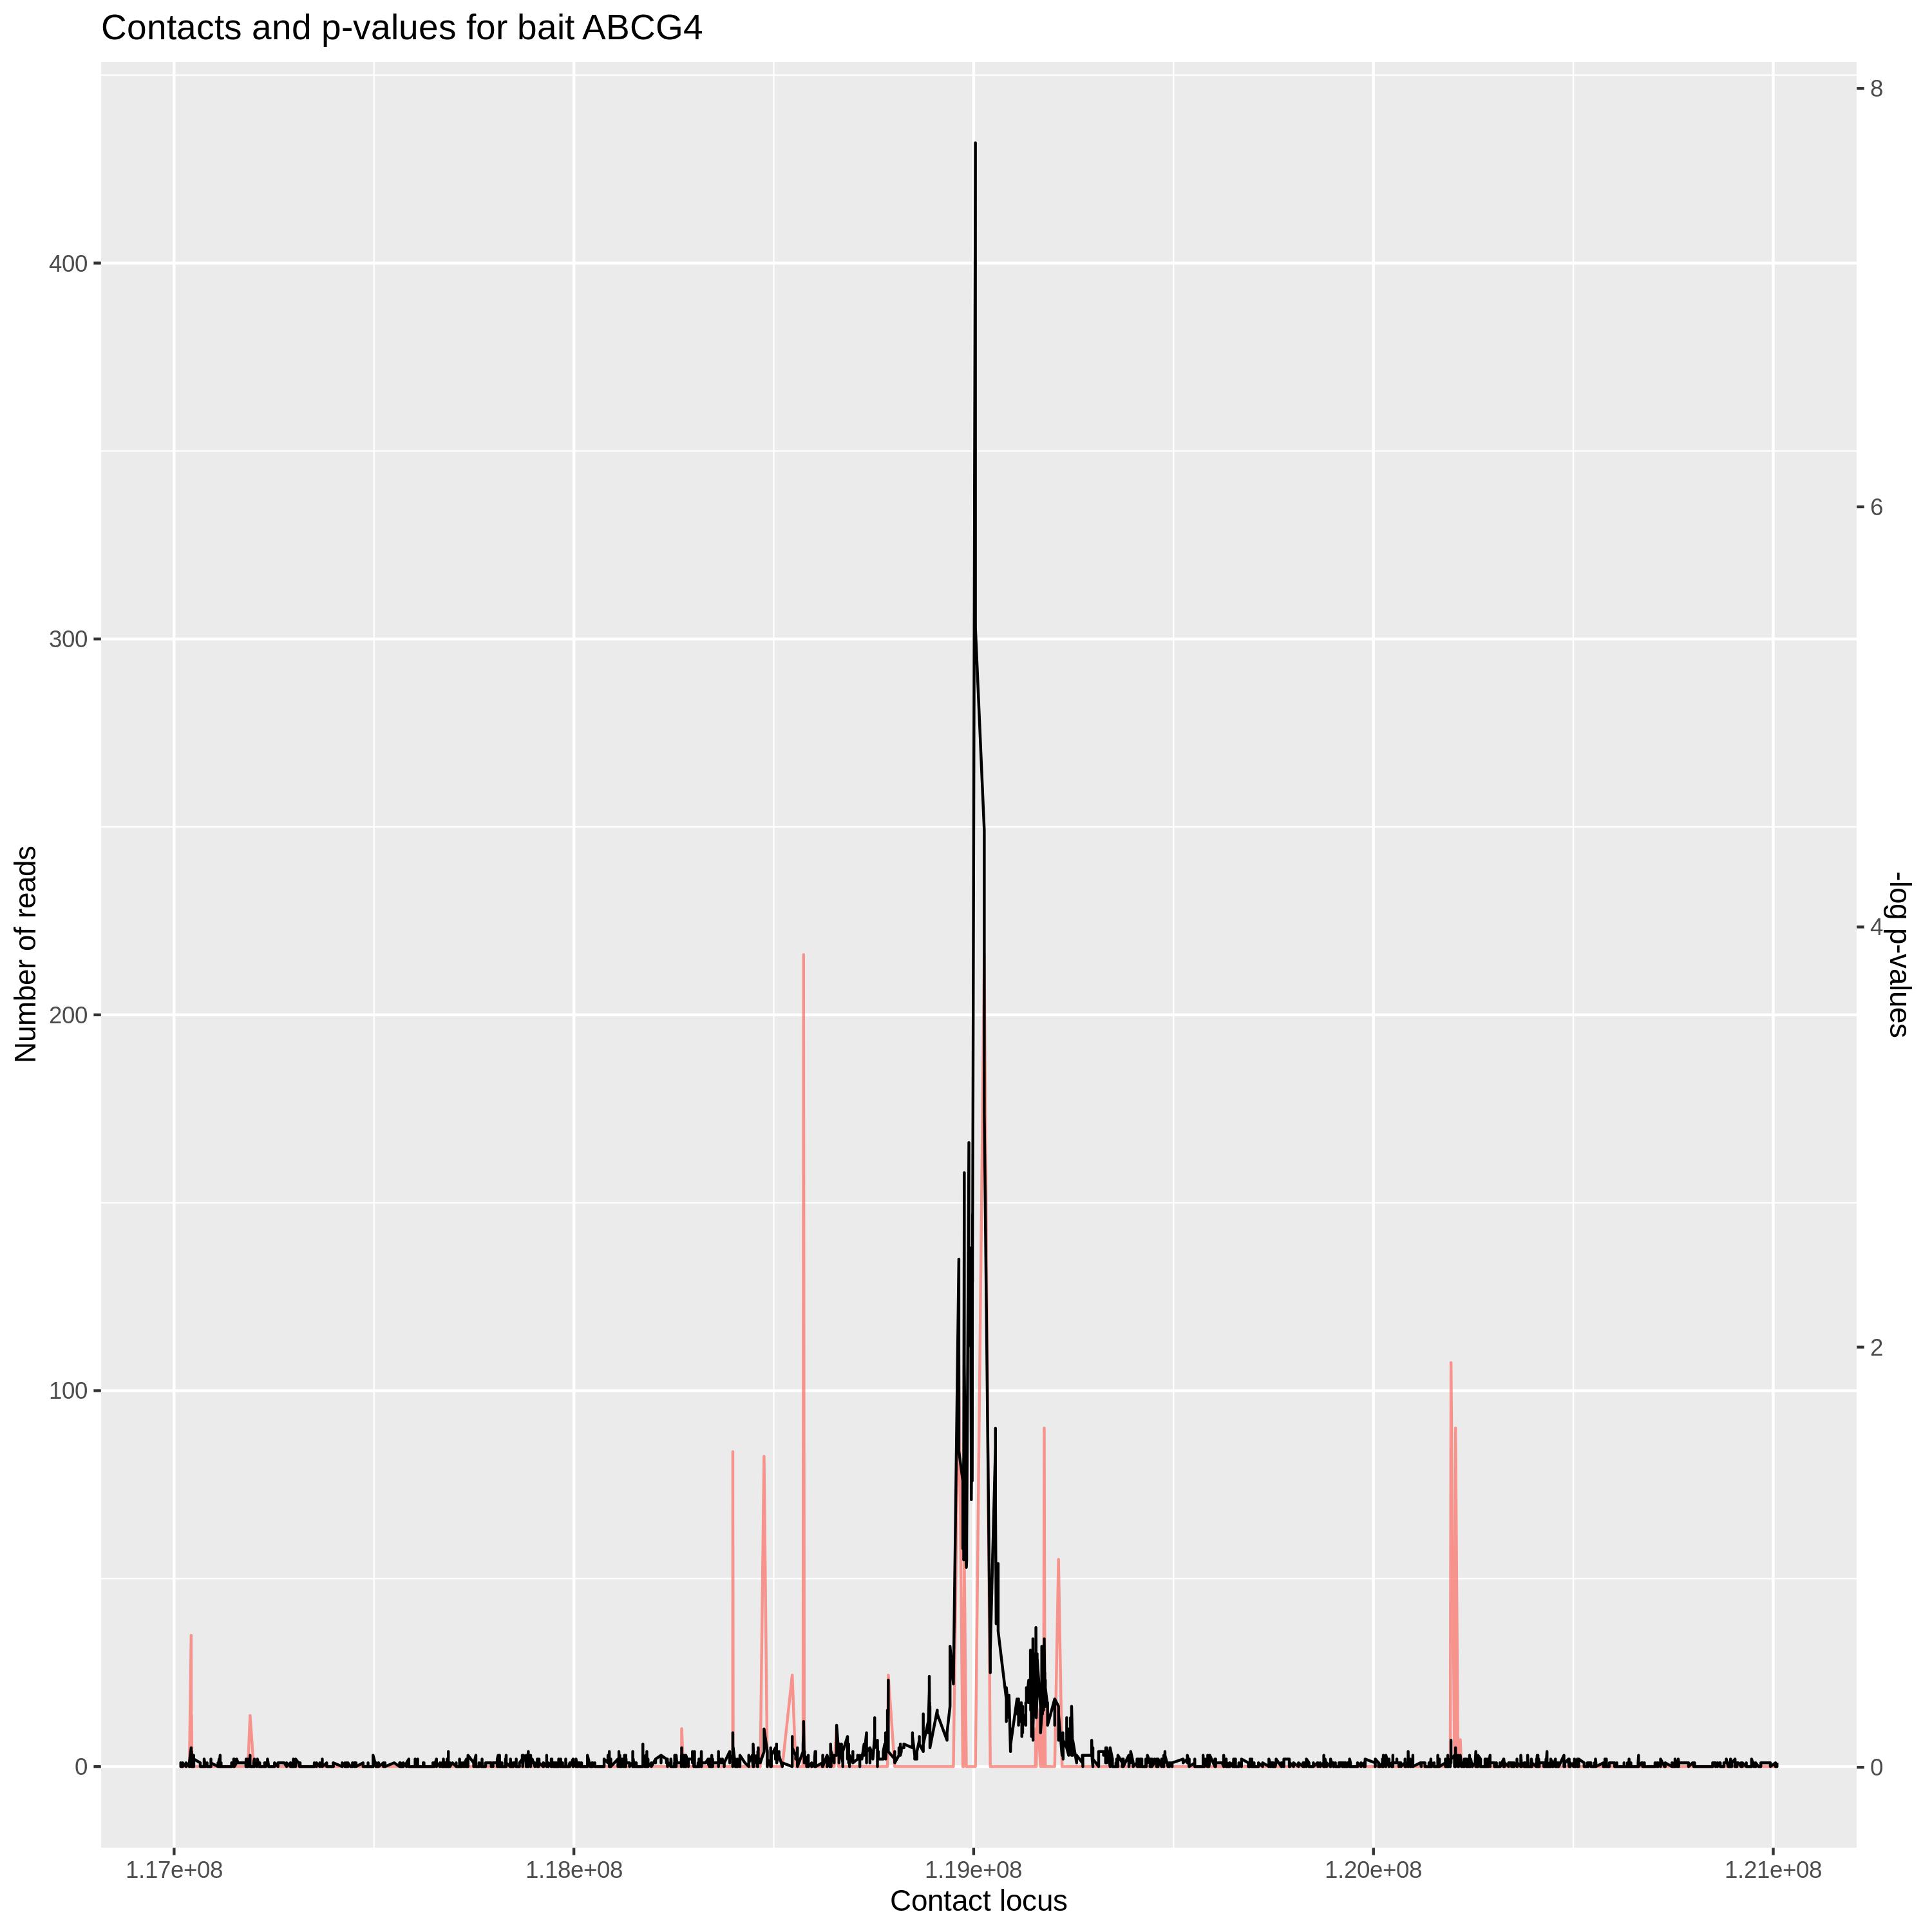 Contacts and p-values for bait ABCG4
Number of reads
400
300
200
100
0
8
6
4
2
0
-log p-values
1.17e+08
1.18e+08
1.19e+08
1.20e+08
1.21e+08
Contact locus